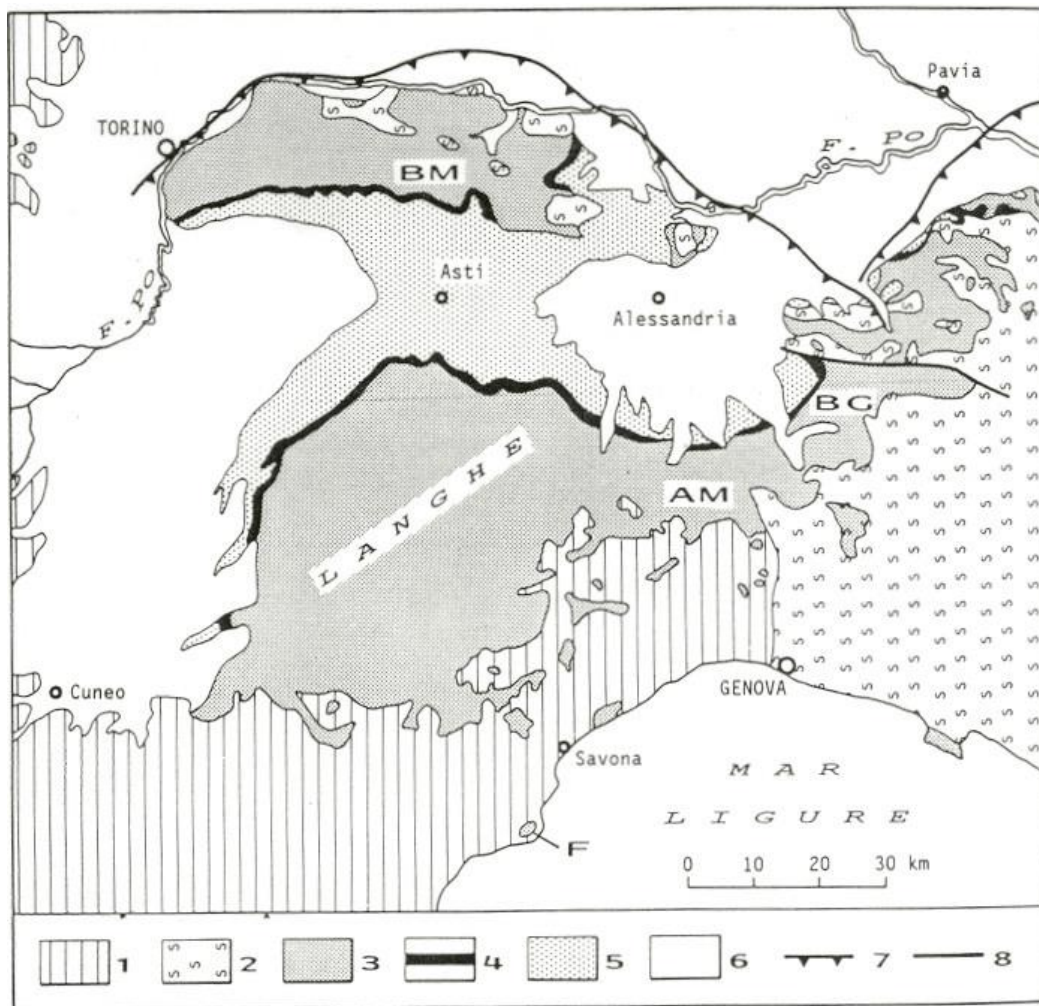 Pavia
TORINO
F. PO
BM
Asti
F. PO
Alessandria
BG
LANGHE
AM
Cuneo
GENOVA
Savona
MAR
LIGURE
F
0 10 20 30 km
1 2 3 4 5 6 7 8